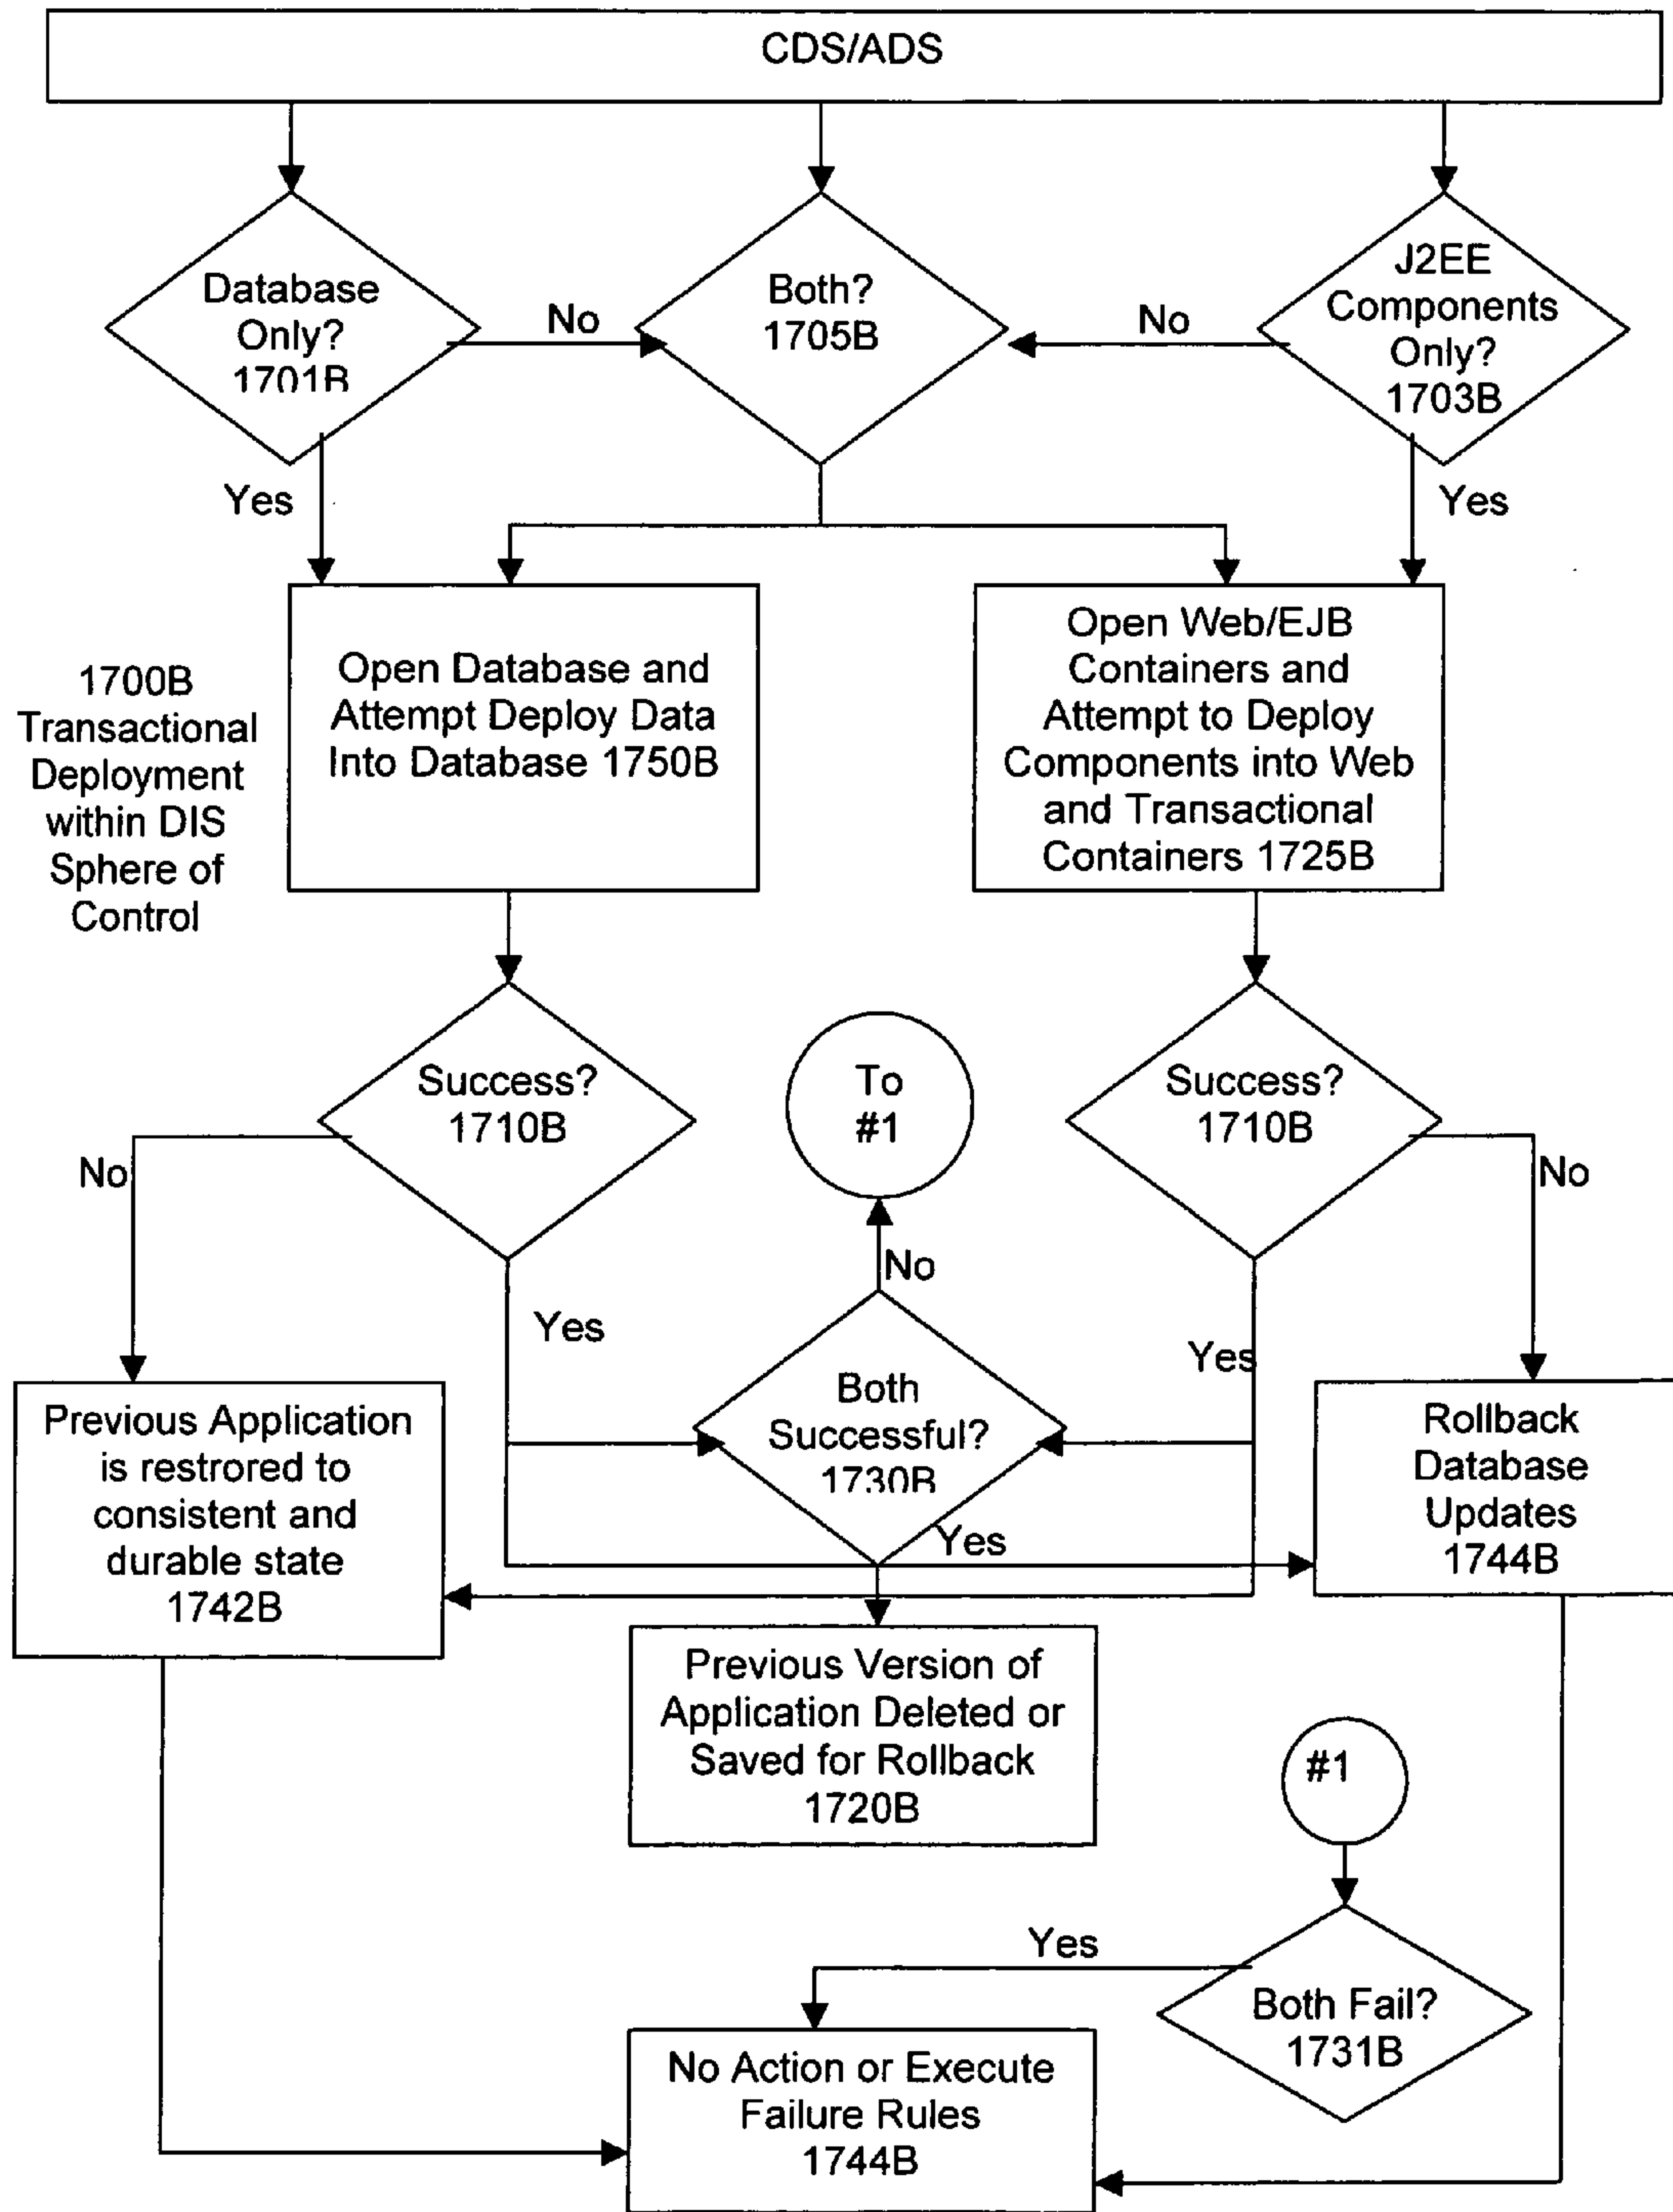 CDS/ADS
Database
Only?
1701B
No
Both?
1705B
No
J2EE
Components
Only?
1703B
Yes
Yes
1700B
Transactional
Deployment
within DIS
Sphere of
Control
Open Database and
Attempt Deploy Data
Into Database 1750B
Open Web/EJB
Containers and
Attempt to Deploy
Components into Web
and Transactional
Containers 1725B
Success?
1710B
To
#1
Success?
1710B
No
No
No
Yes
Yes
Both
Successful?
1730B
Yes
Previous Application
is restrored to
consistent and
durable state
1742B
Rollback
Database
Updates
1744B
Previous Version of
Application Deleted or
Saved for Rollback
1720B
#1
Yes
Both Fail?
1731B
No Action or Execute
Failure Rules
1744B